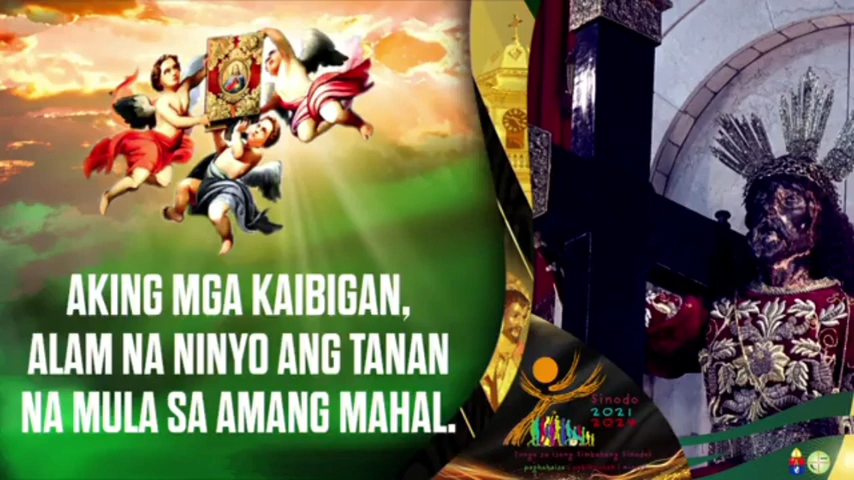 AKING MGA KAIBIGAN,
ALAM NA NINYO ANG TANAN
NA MULA SA AMANG MAHAL.
Sinodo
2021
2024